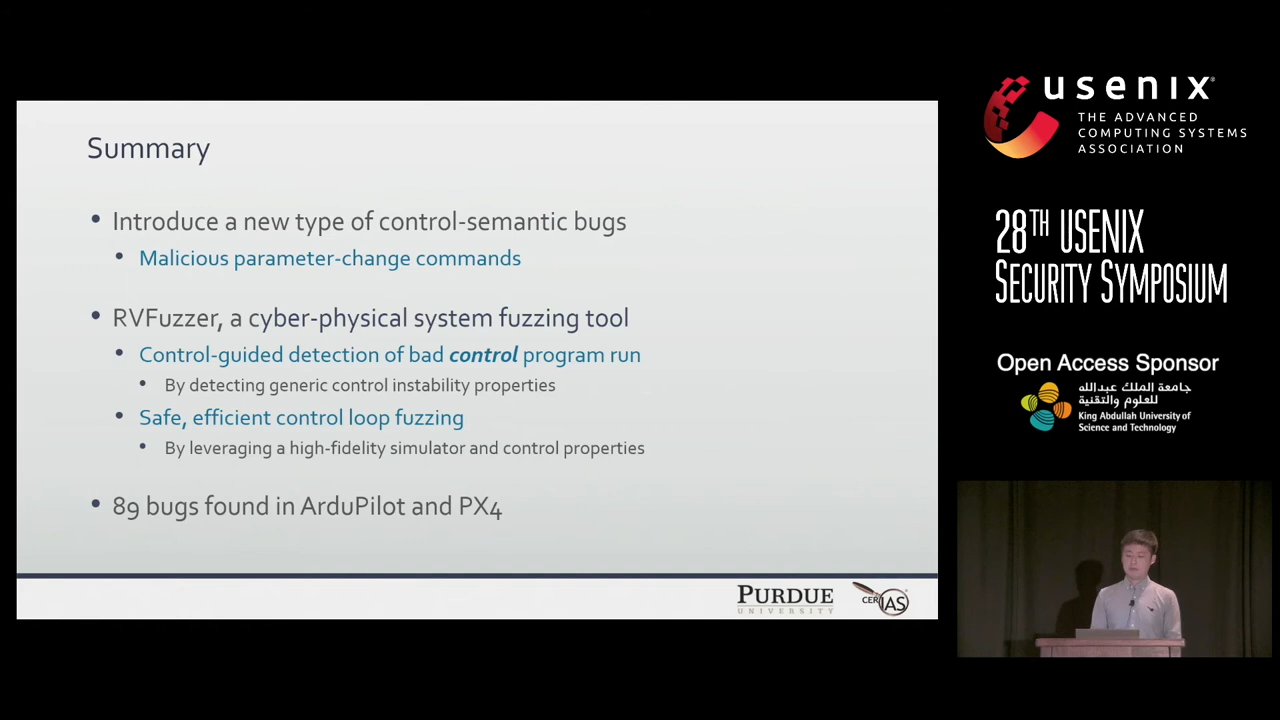 Summary
• Introduce a new type of control-semantic bugs
• Malicious parameter-change commands
• RVFuzzer, a cyber-physical system fuzzing tool
• Control-guided detection of bad control program run
• By detecting generic control instability properties
• Safe, efficient control loop fuzzing
• By leveraging a high-fidelity simulator and control properties
• 89 bugs found in ArduPilot and PX4
PURDUE
UNIVERSITY
CERIAS
usenix®
THE ADVANCED
COMPUTING SYSTEMS
ASSOCIATION
28TH USENIX
SECURITY SYMPOSIUM
Open Access Sponsor
جامعة الملك عبدالله
للعلوم والتقنية
King Abdullah University of
Science and Technology